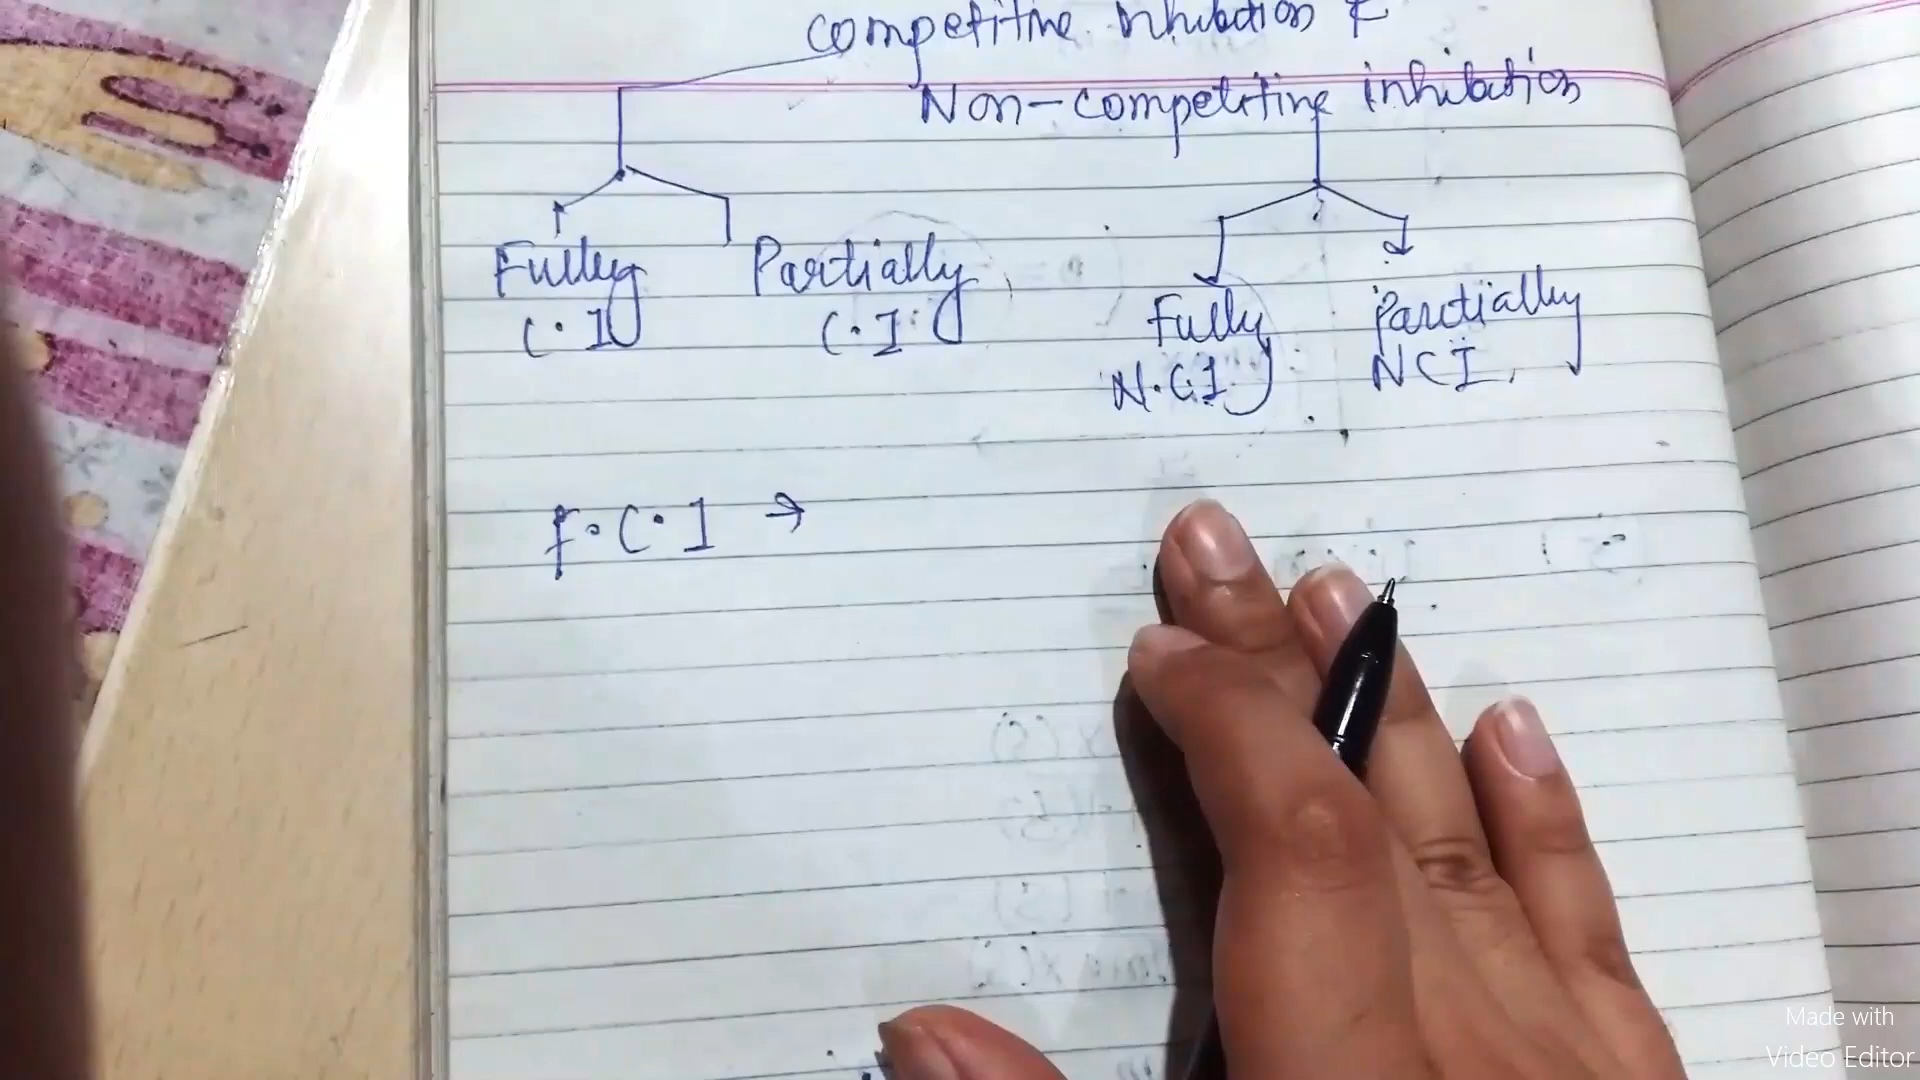 competitive Inhibition &
Non-competitive inhibition
Fully
C.I
Partially
C.I.
Fully
N.C.I.
Partially
NCI.
F.C.I →
Made with
Video Editor